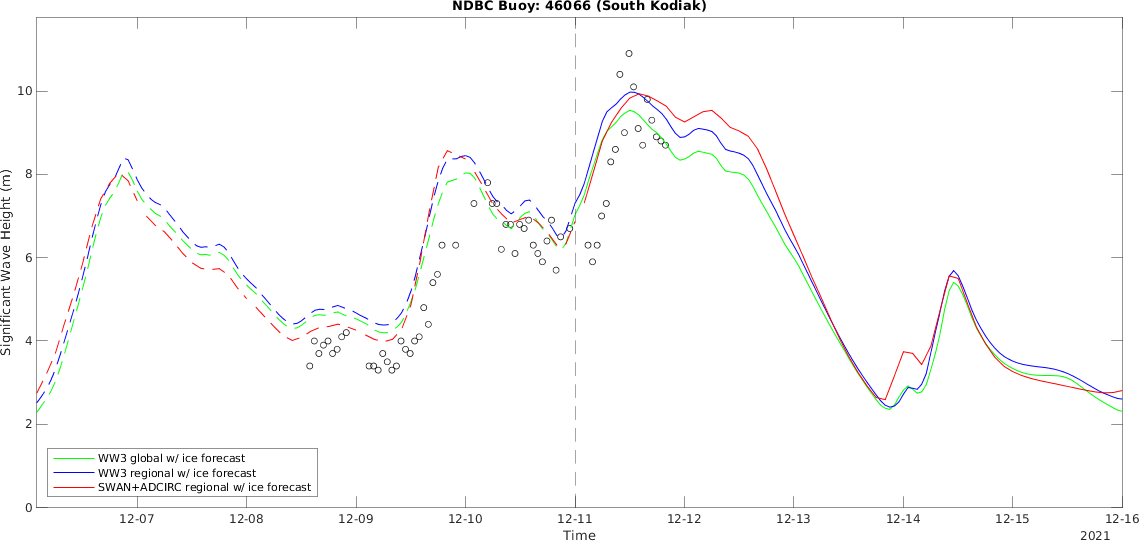 NDBC Buoy: 46066 (South Kodiak)
Significant Wave Height (m)
10
8
6
4
2
0
WW3 global w/ ice forecast
WW3 regional w/ ice forecast
SWAN+ADCIRC regional w/ ice forecast
12-07 12-08 12-09 12-10 12-11 12-12 12-13 12-14 12-15 12-16
Time
2021